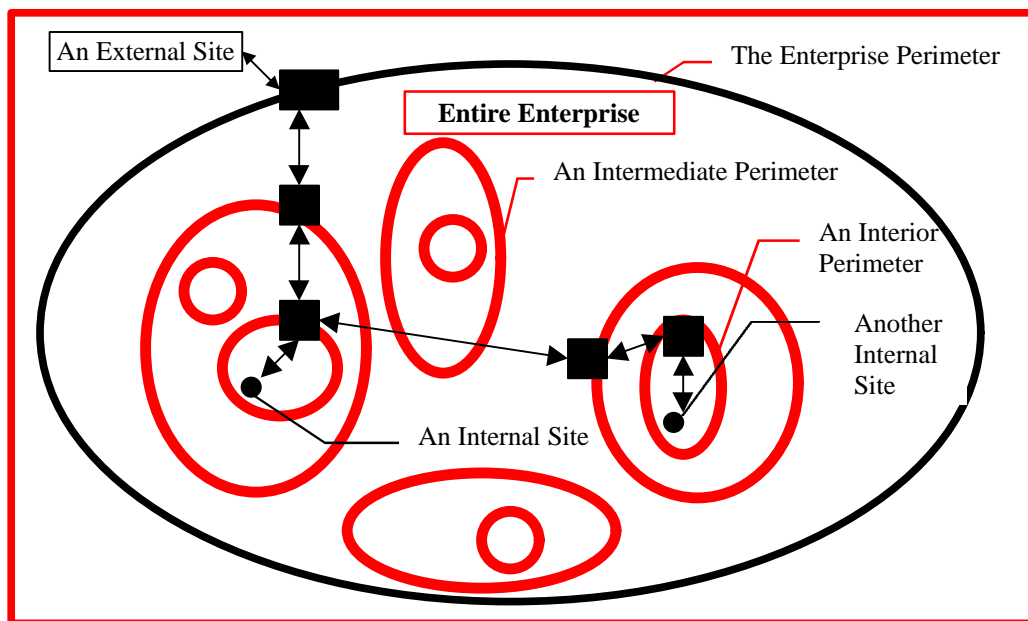 An External Site
The Enterprise Perimeter
Entire Enterprise
An Intermediate Perimeter
An Interior
Perimeter
Another
Internal
Site
An Internal Site